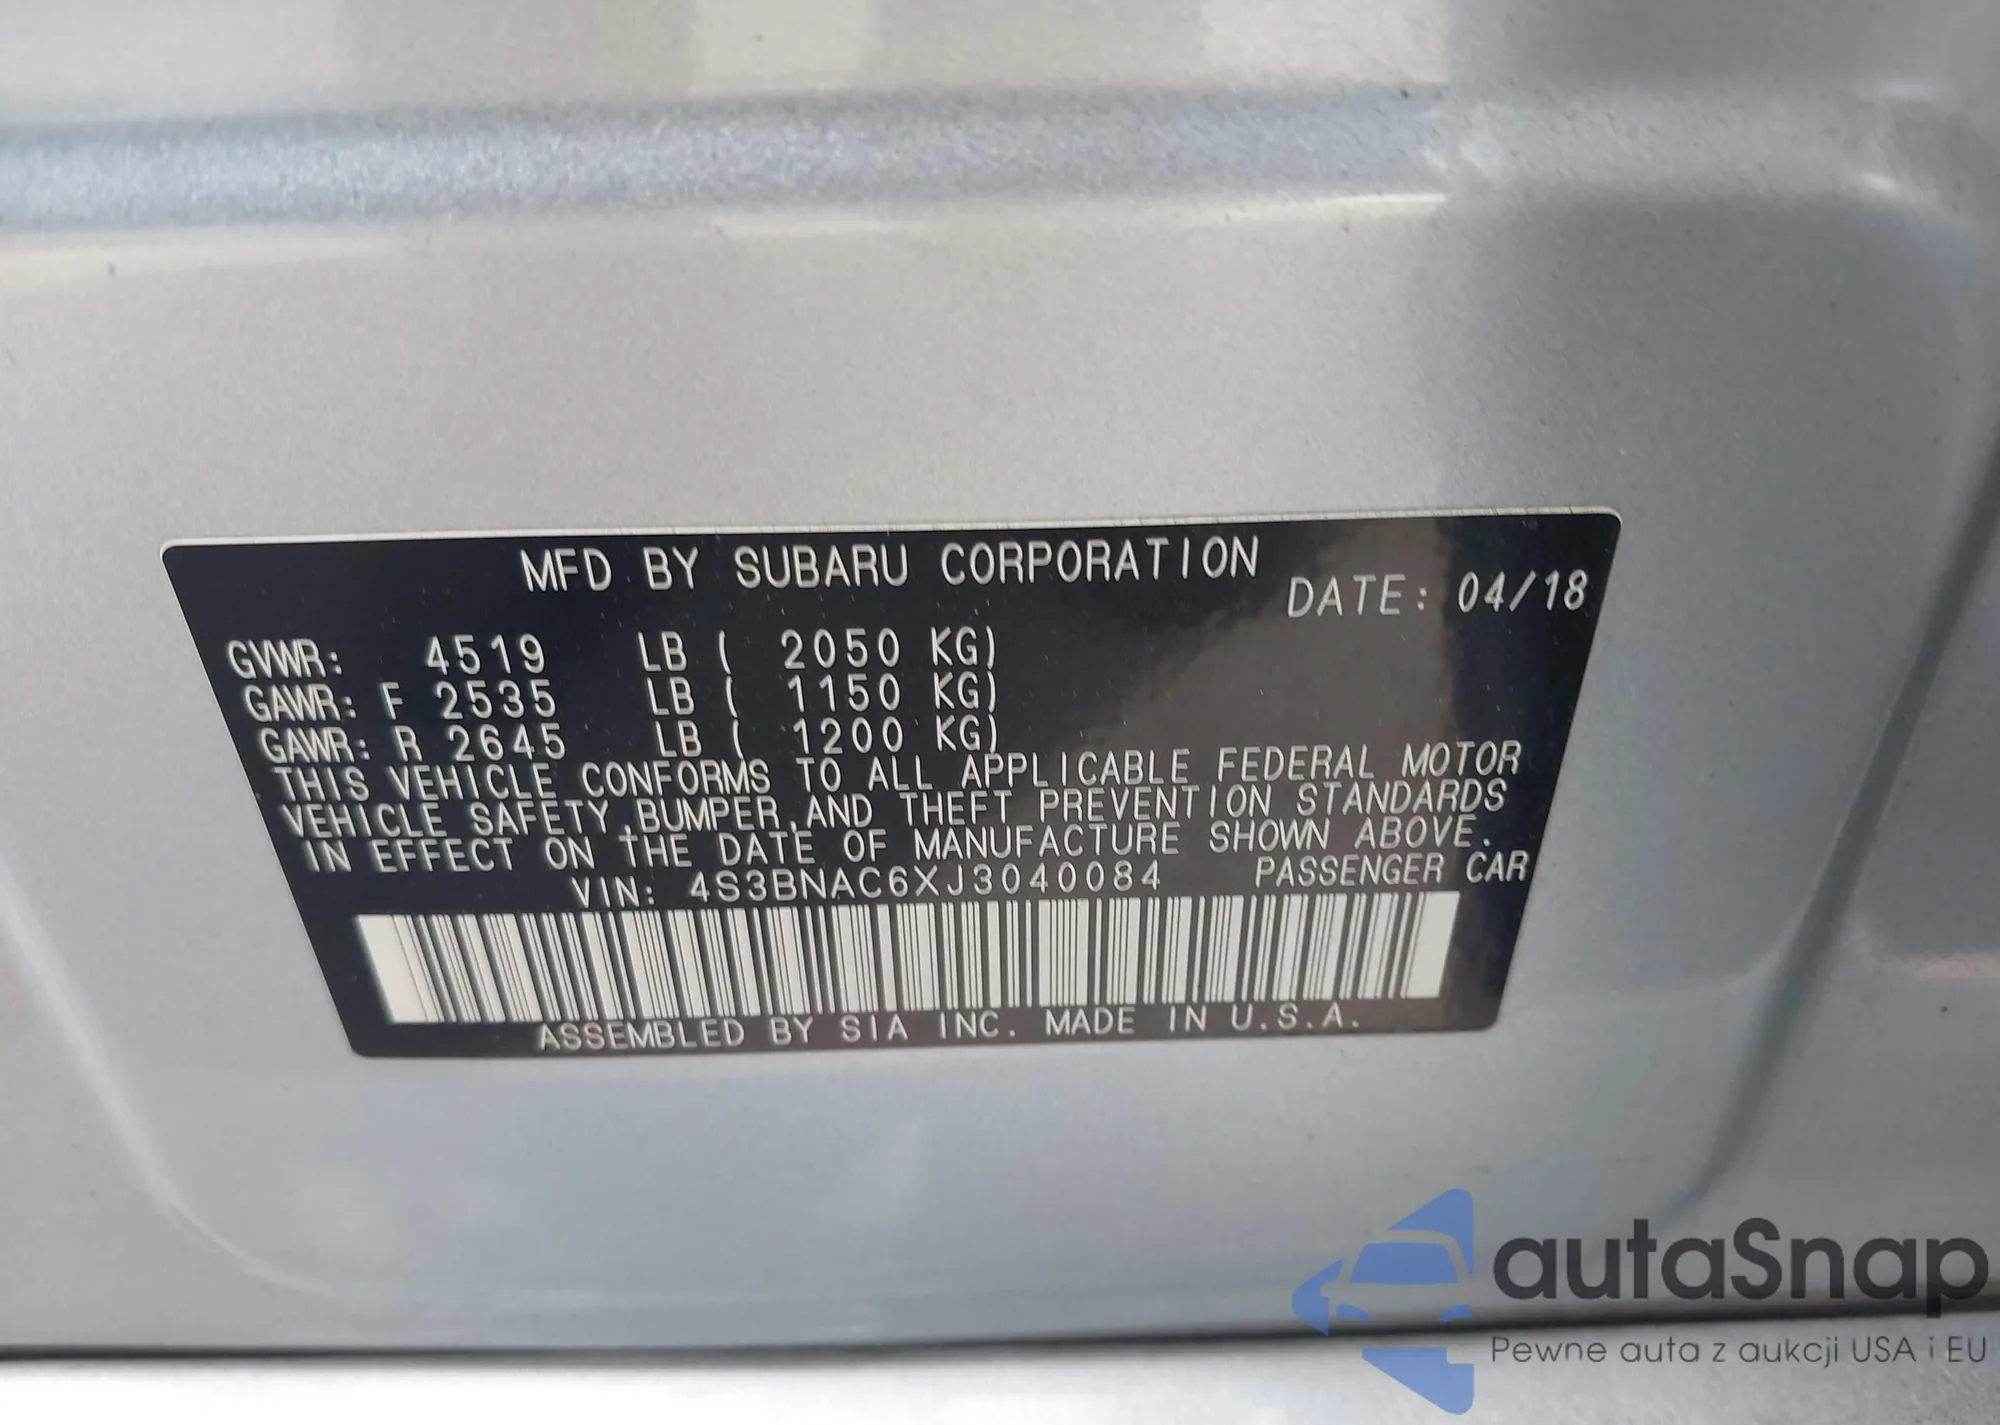 MFD BY SUBARU CORPORATION
DATE: 04/18
GVWR: 4519 LB ( 2050 KG)
GAWR: F 2535 LB ( 1150 KG)
GAWR: R 2645 LB ( 1200 KG)
THIS VEHICLE CONFORMS TO ALL APPLICABLE FEDERAL MOTOR
VEHICLE SAFETY,BUMPER,AND THEFT PREVENTION STANDARDS
IN EFFECT ON THE DATE OF MANUFACTURE SHOWN ABOVE.
VIN: 4S3BNAC6XJ3040084 PASSENGER CAR
ASSEMBLED BY SIA INC. MADE IN U.S.A.
autaSnap
Pewne auta z aukcji USA i EU